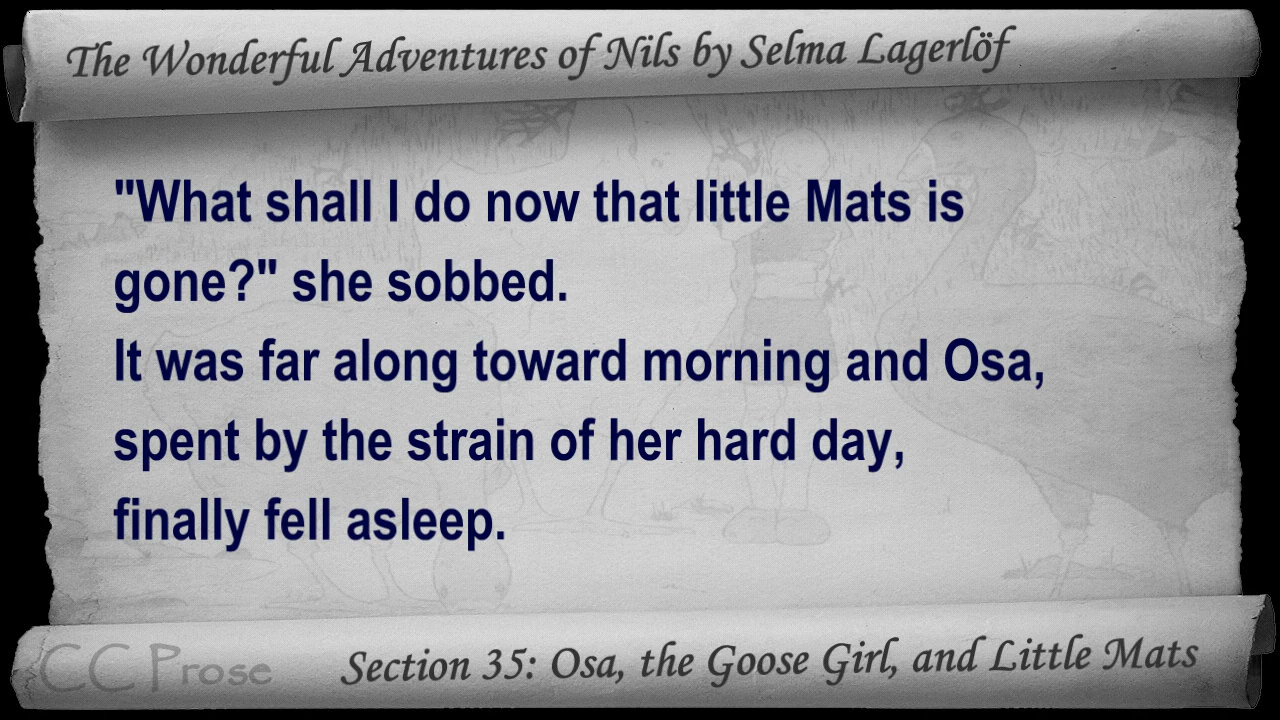 The Wonderful Adventures of Nils by Selma Lagerlöf
"What shall I do now that little Mats is
gone?" she sobbed.
It was far along toward morning and Osa,
spent by the strain of her hard day,
finally fell asleep.
CC Prose
Section 35: Osa, the Goose Girl, and Little Mats